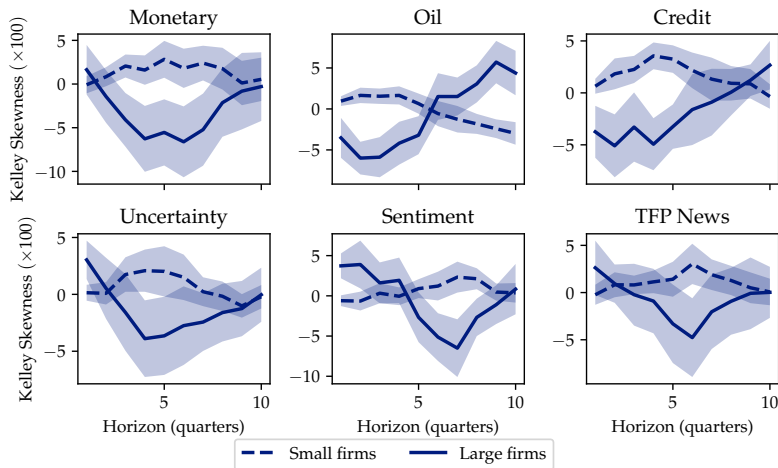 Monetary
Oil
Credit
Kelley Skewness (×100)
5
0
−5
−10
5
0
−5
5
0
−5
Uncertainty
Sentiment
TFP News
Kelley Skewness (×100)
5
0
−5
5 10
5
0
−5
−10
5 10
5
0
−5
5 10
Horizon (quarters)
Horizon (quarters)
Horizon (quarters)
Small firms
Large firms